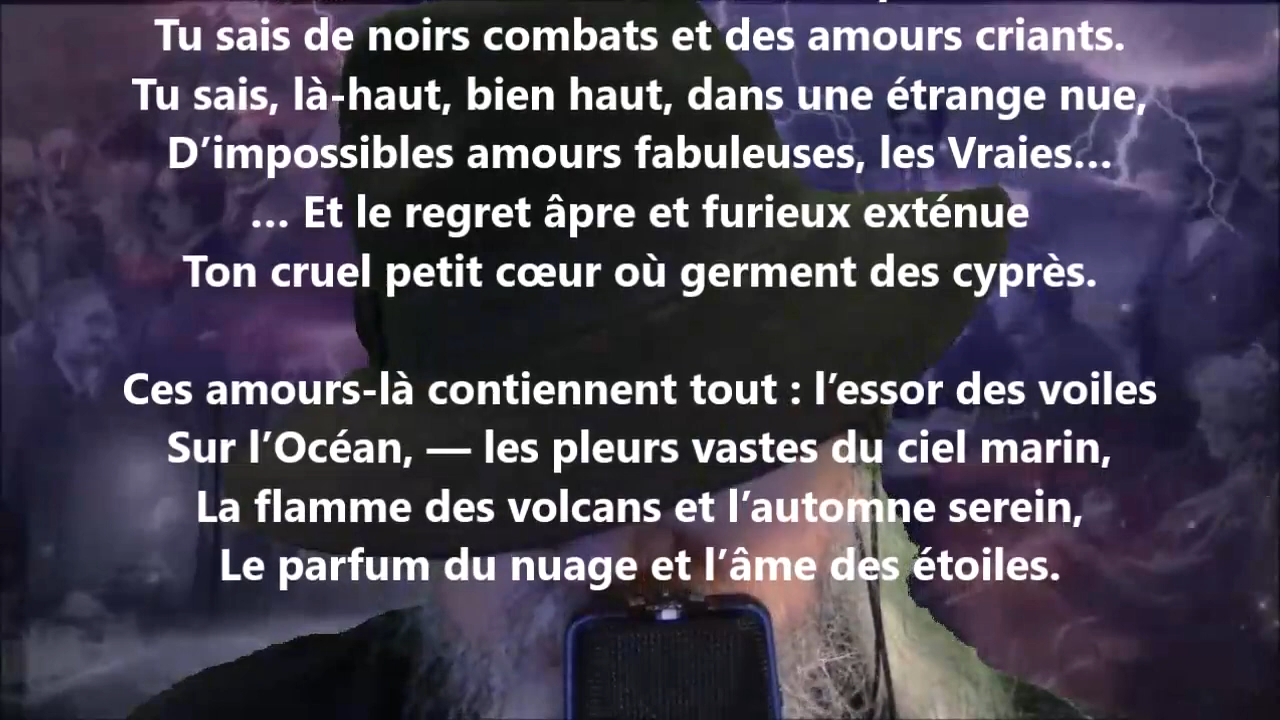 Tu sais de noirs combats et des amours criants.
Tu sais, là-haut, bien haut, dans une étrange nue,
D’impossibles amours fabuleuses, les Vraies…
… Et le regret âpre et furieux exténue
Ton cruel petit cœur où germent des cyprès.
Ces amours-là contiennent tout : l’essor des voiles
Sur l’Océan, — les pleurs vastes du ciel marin,
La flamme des volcans et l’automne serein,
Le parfum du nuage et l’âme des étoiles.